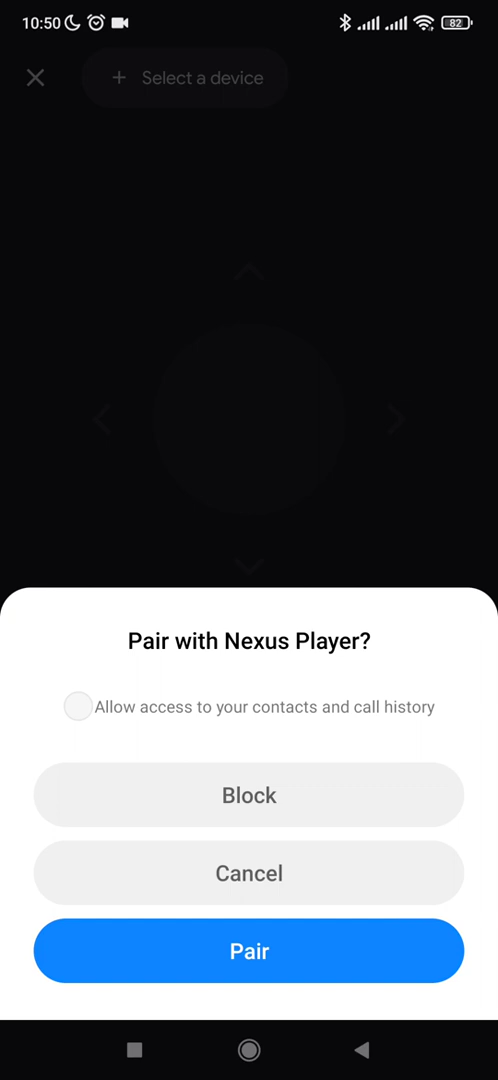 10:50
82
+ Select a device
Pair with Nexus Player?
Allow access to your contacts and call history
Block
Cancel
Pair